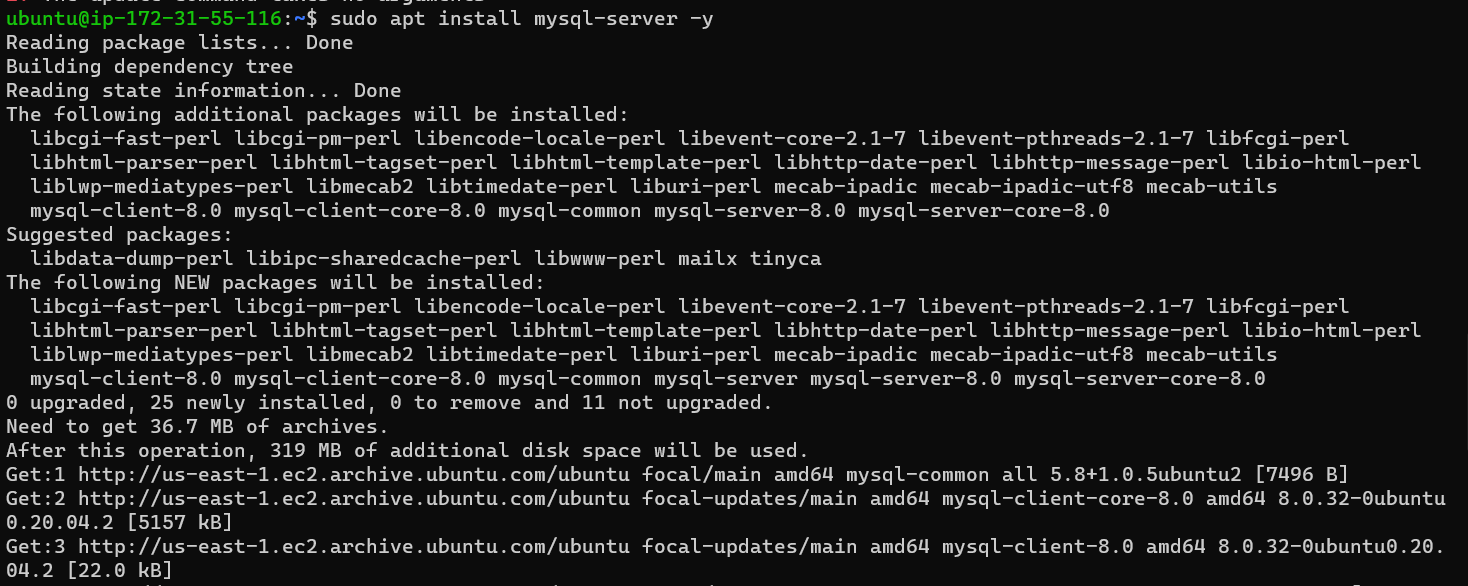 ubuntu@ip-172-31-55-116:~$ sudo apt install mysql-server -y
Reading package lists... Done
Building dependency tree
Reading state information... Done
The following additional packages will be installed:
  libcgi-fast-perl libcgi-pm-perl libencode-locale-perl libevent-core-2.1-7 libevent-pthreads-2.1-7 libfcgi-perl
  libhtml-parser-perl libhtml-tagset-perl libhtml-template-perl libhttp-date-perl libhttp-message-perl libio-html-perl
  liblwp-mediatypes-perl libmecab2 libtimedate-perl liburi-perl mecab-ipadic mecab-ipadic-utf8 mecab-utils
  mysql-client-8.0 mysql-client-core-8.0 mysql-common mysql-server-8.0 mysql-server-core-8.0
Suggested packages:
  libdata-dump-perl libipc-sharedcache-perl libwww-perl mailx tinyca
The following NEW packages will be installed:
  libcgi-fast-perl libcgi-pm-perl libencode-locale-perl libevent-core-2.1-7 libevent-pthreads-2.1-7 libfcgi-perl
  libhtml-parser-perl libhtml-tagset-perl libhtml-template-perl libhttp-date-perl libhttp-message-perl libio-html-perl
  liblwp-mediatypes-perl libmecab2 libtimedate-perl liburi-perl mecab-ipadic mecab-ipadic-utf8 mecab-utils
  mysql-client-8.0 mysql-client-core-8.0 mysql-common mysql-server mysql-server-8.0 mysql-server-core-8.0
0 upgraded, 25 newly installed, 0 to remove and 11 not upgraded.
Need to get 36.7 MB of archives.
After this operation, 319 MB of additional disk space will be used.
Get:1 http://us-east-1.ec2.archive.ubuntu.com/ubuntu focal/main amd64 mysql-common all 5.8+1.0.5ubuntu2 [7496 B]
Get:2 http://us-east-1.ec2.archive.ubuntu.com/ubuntu focal-updates/main amd64 mysql-client-core-8.0 amd64 8.0.32-0ubuntu
0.20.04.2 [5157 kB]
Get:3 http://us-east-1.ec2.archive.ubuntu.com/ubuntu focal-updates/main amd64 mysql-client-8.0 amd64 8.0.32-0ubuntu0.20.
04.2 [22.0 kB]